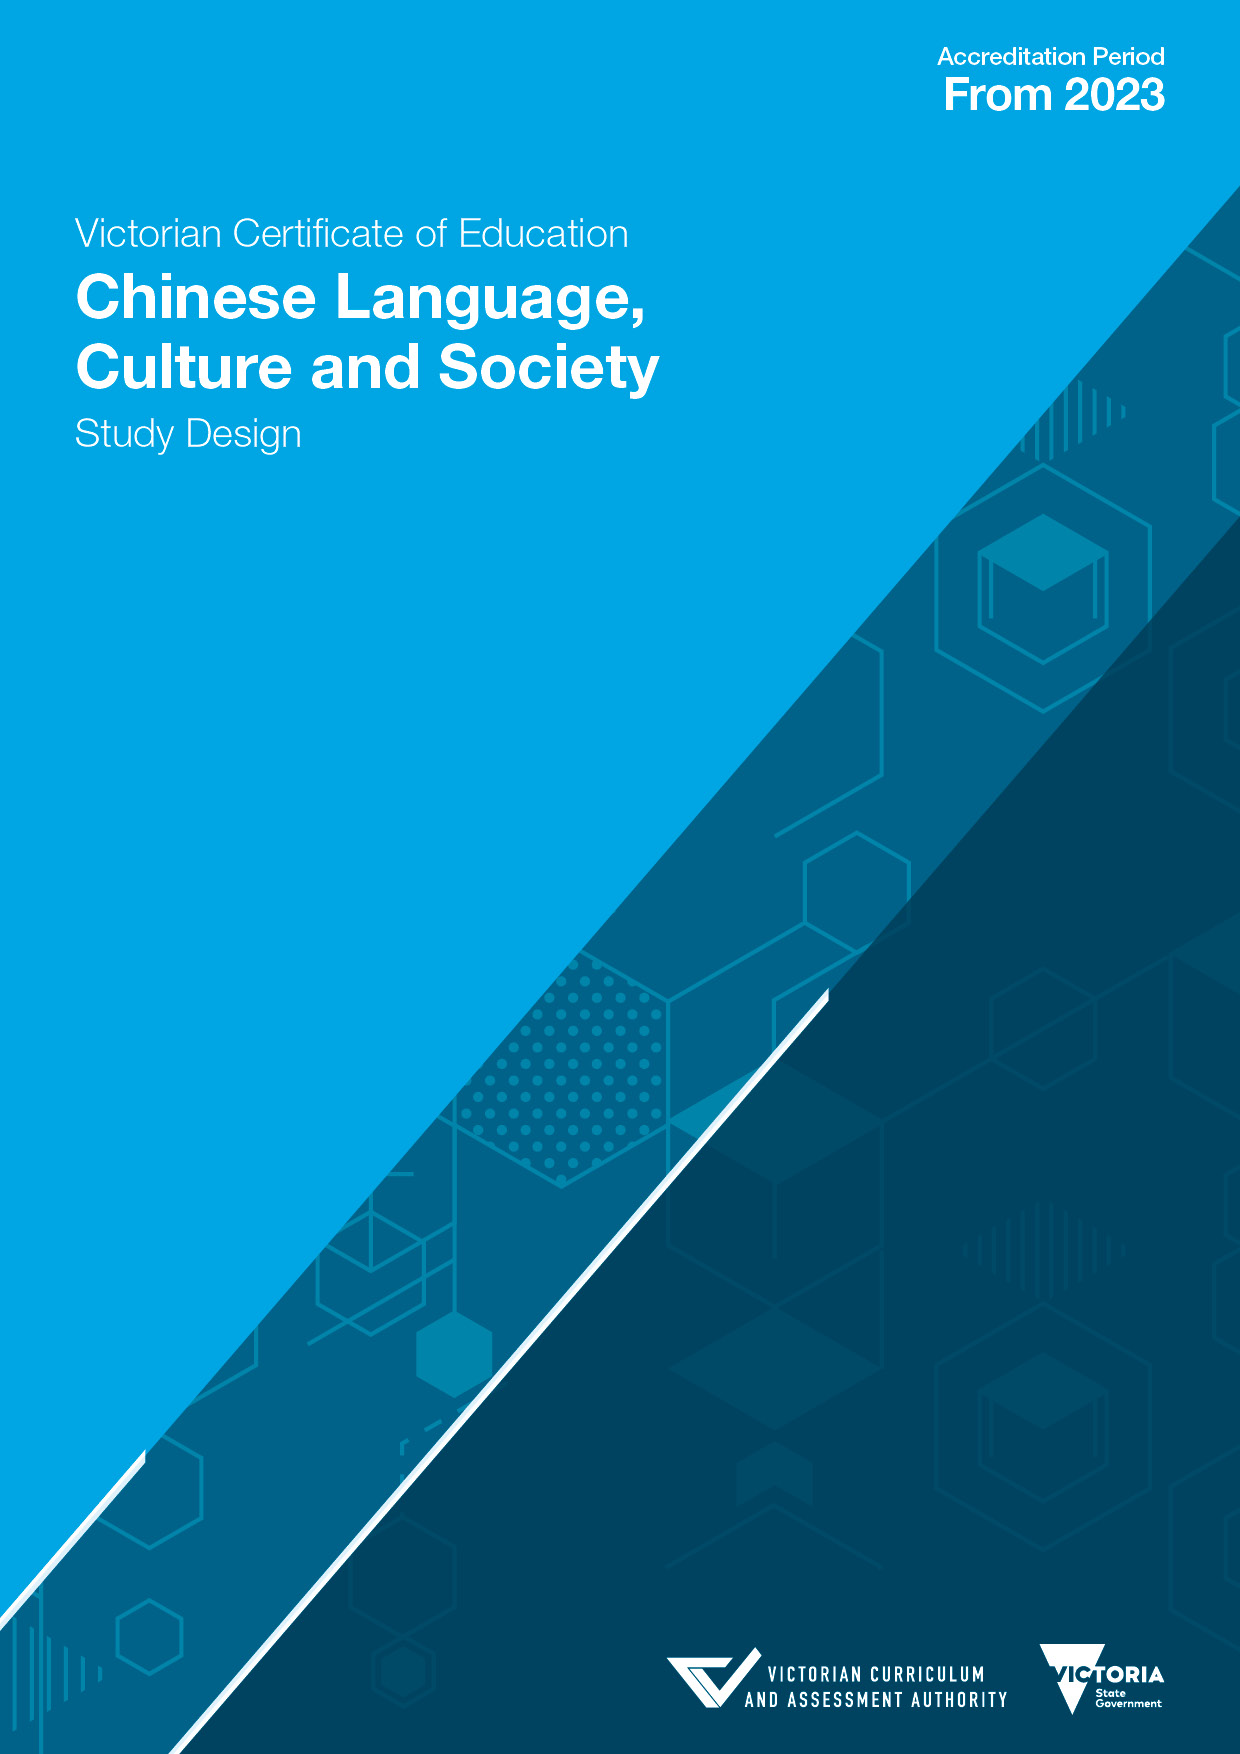 Accreditation Period
From 2023
Victorian Certificate of Education
Chinese Language,
Culture and Society
Study Design
VICTORIAN CURRICULUM
AND ASSESSMENT AUTHORITY
VICTORIA
State
Government